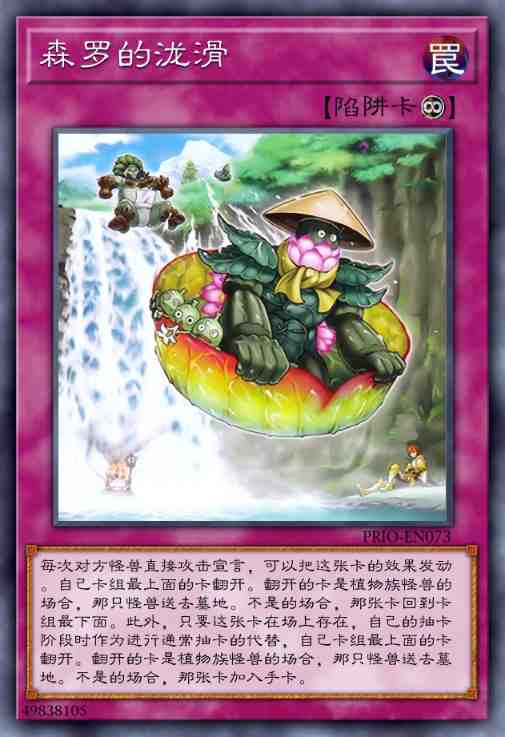 森罗的泷滑
罠
【陷阱卡】
PRIO-EN073
每次对方怪兽直接攻击宣言，可以把这张卡的效果发动
。自己卡组最上面的卡翻开。翻开的卡是植物族怪兽的
场合，那只怪兽送去墓地。不是的场合，那张卡回到卡
组最下面。此外，只要这张卡在场上存在，自己的抽卡
阶段时作为进行通常抽卡的代替，自己卡组最上面的卡
翻开。翻开的卡是植物族怪兽的场合，那只怪兽送去墓
地。不是的场合，那张卡加入手卡。
49838105